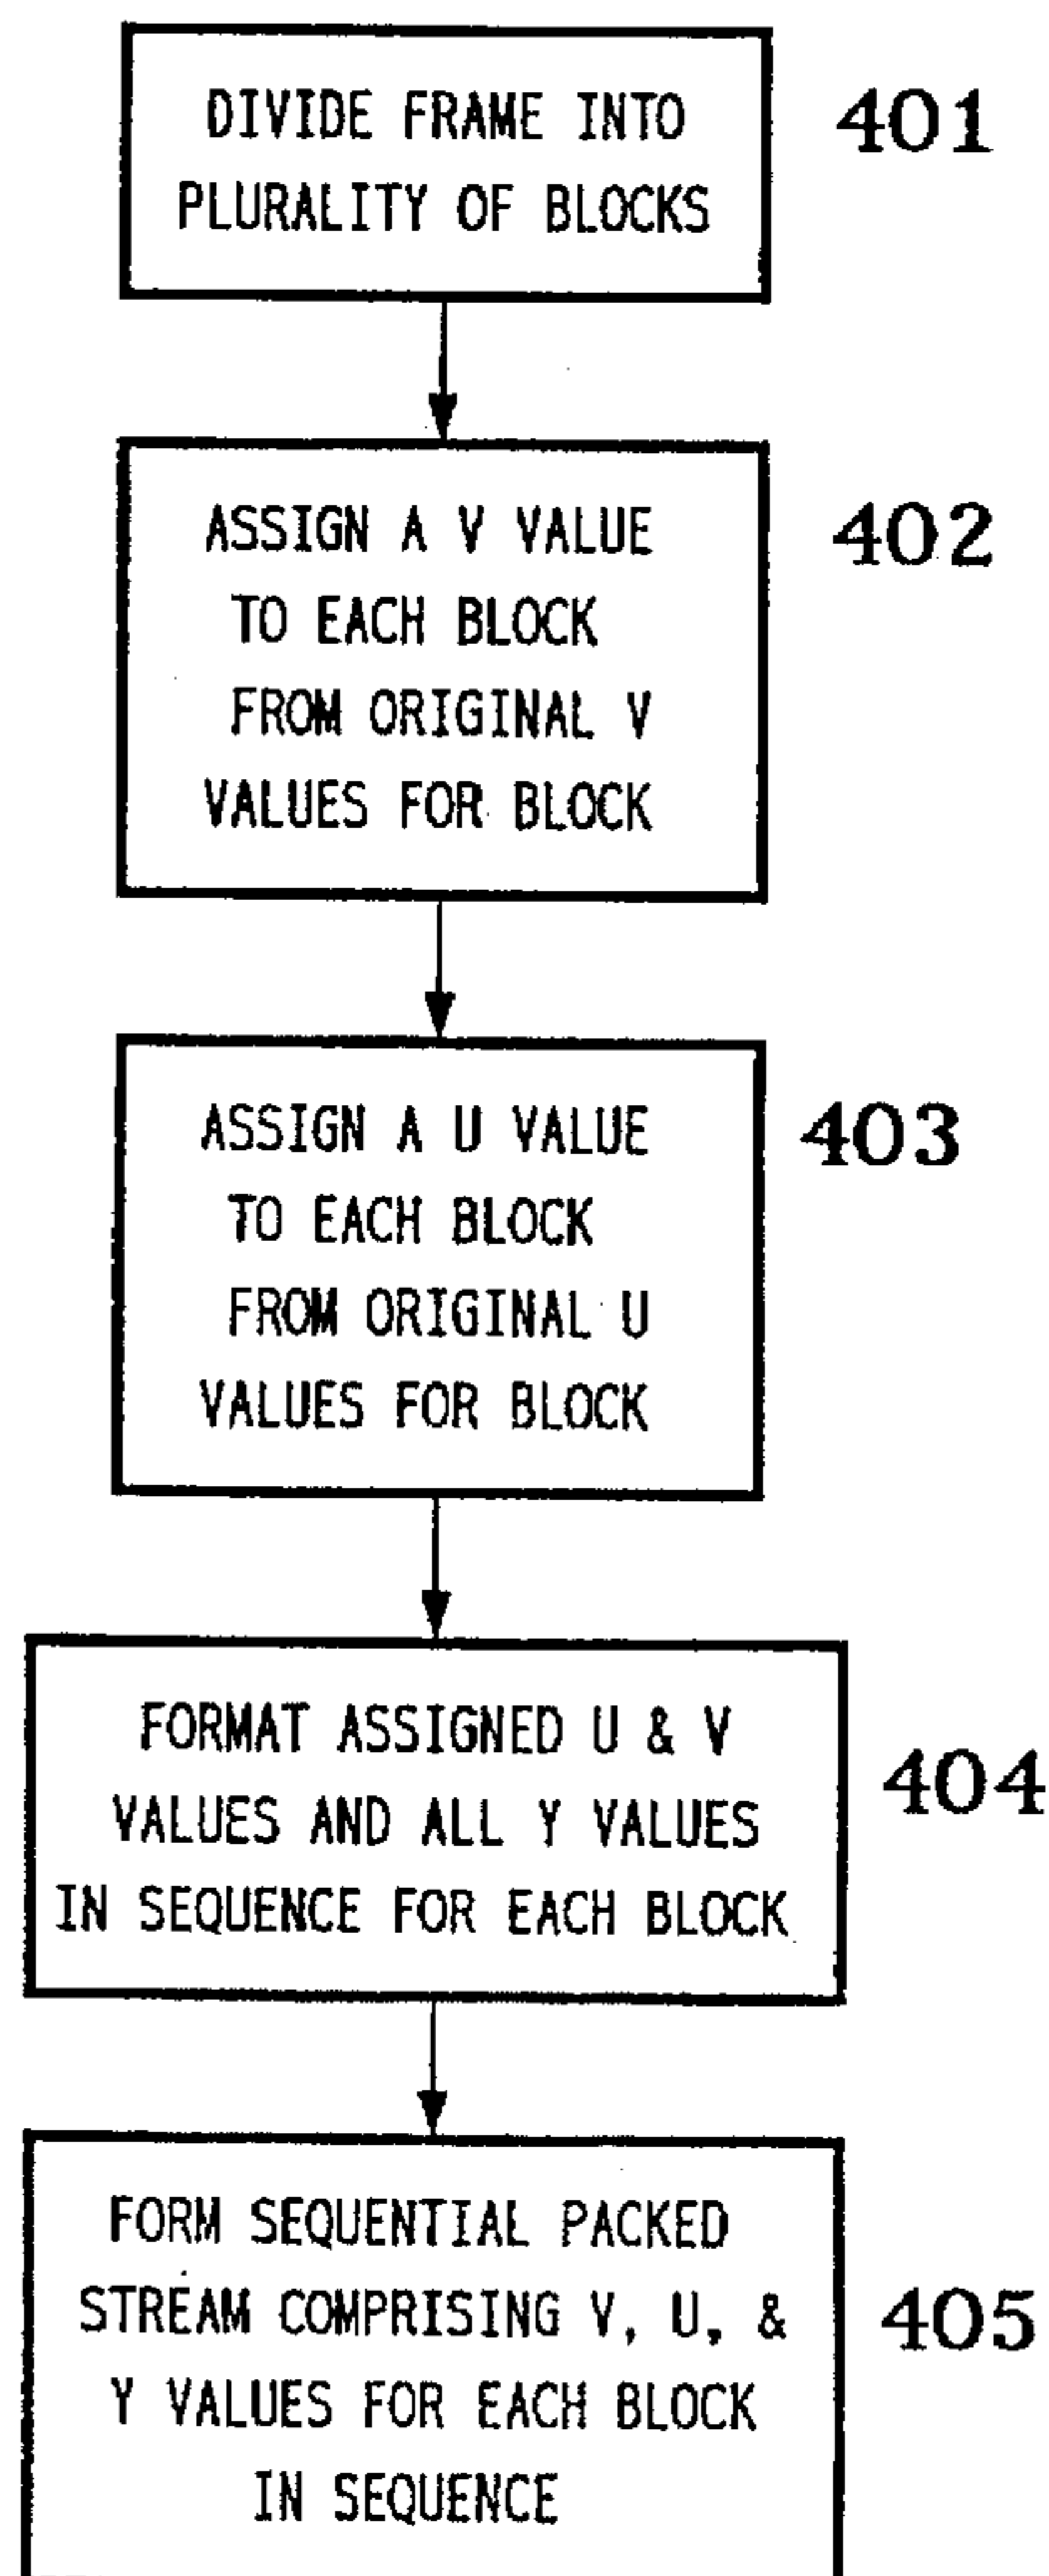 DIVIDE FRAME INTO
PLURALITY OF BLOCKS
401
ASSIGN A V VALUE
TO EACH BLOCK
FROM ORIGINAL V
VALUES FOR BLOCK
402
ASSIGN A U VALUE
TO EACH BLOCK
FROM ORIGINAL U
VALUES FOR BLOCK
403
FORMAT ASSIGNED U & V
VALUES AND ALL Y VALUES
IN SEQUENCE FOR EACH BLOCK
404
FORM SEQUENTIAL PACKED
STREAM COMPRISING V, U, &
Y VALUES FOR EACH BLOCK
IN SEQUENCE
405